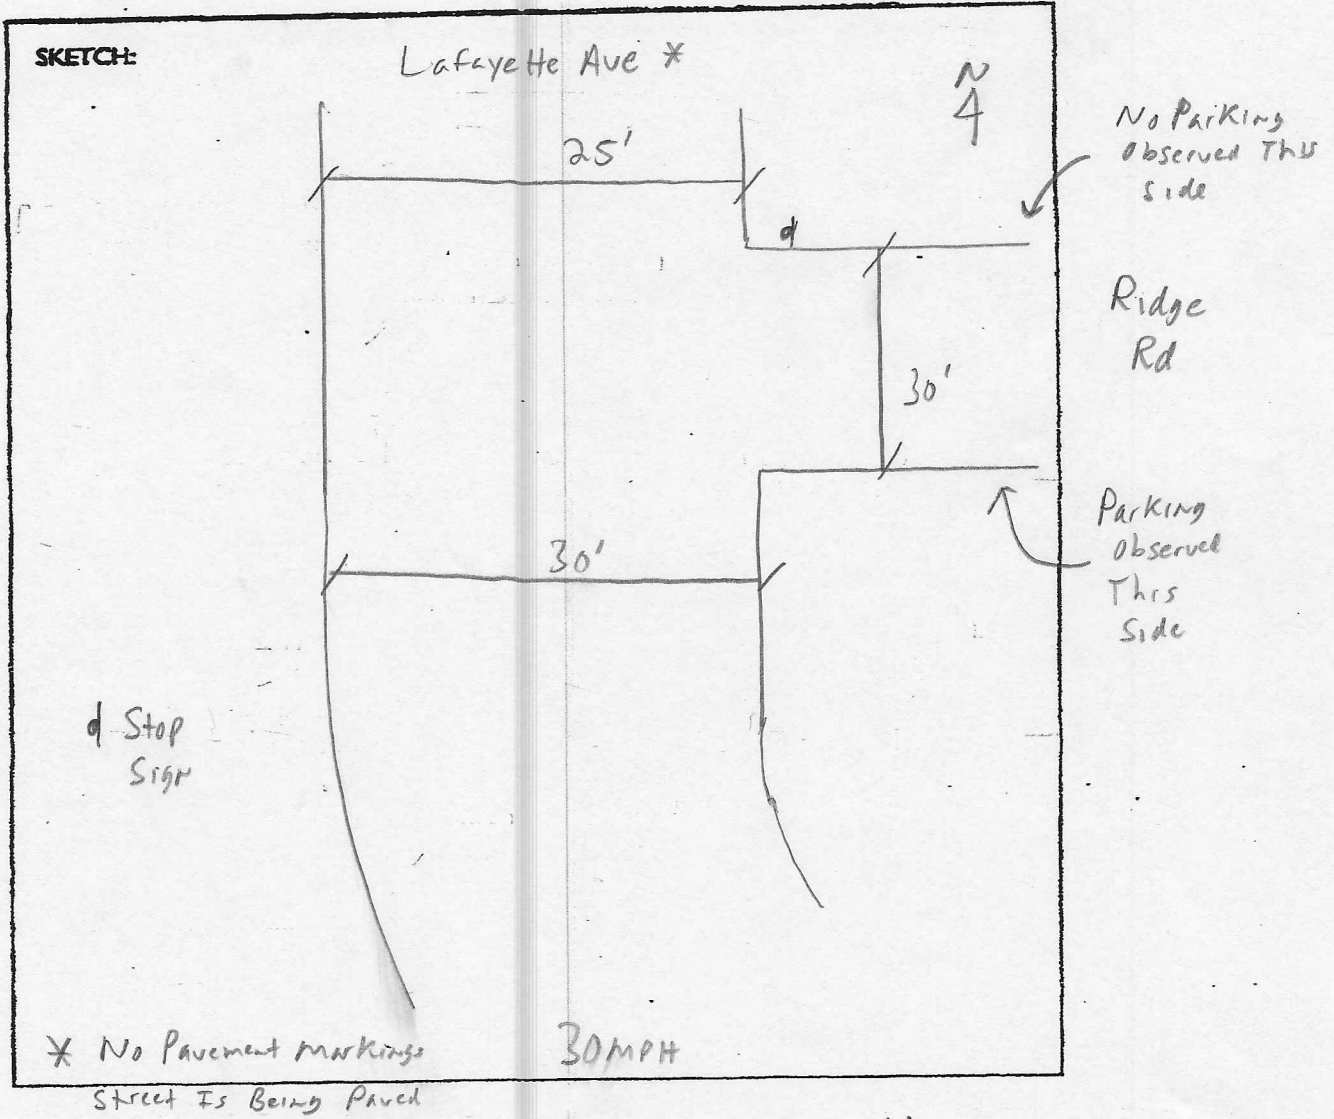 SKETCH:
Lafayette Ave *
N
25'
No Parking
Observed This
Side
d
Ridge
Rd
30'
30'
Parking
Observed
This
Side
d Stop
Sign
* No Pavement Markings
Street Is Being Paved
30MPH